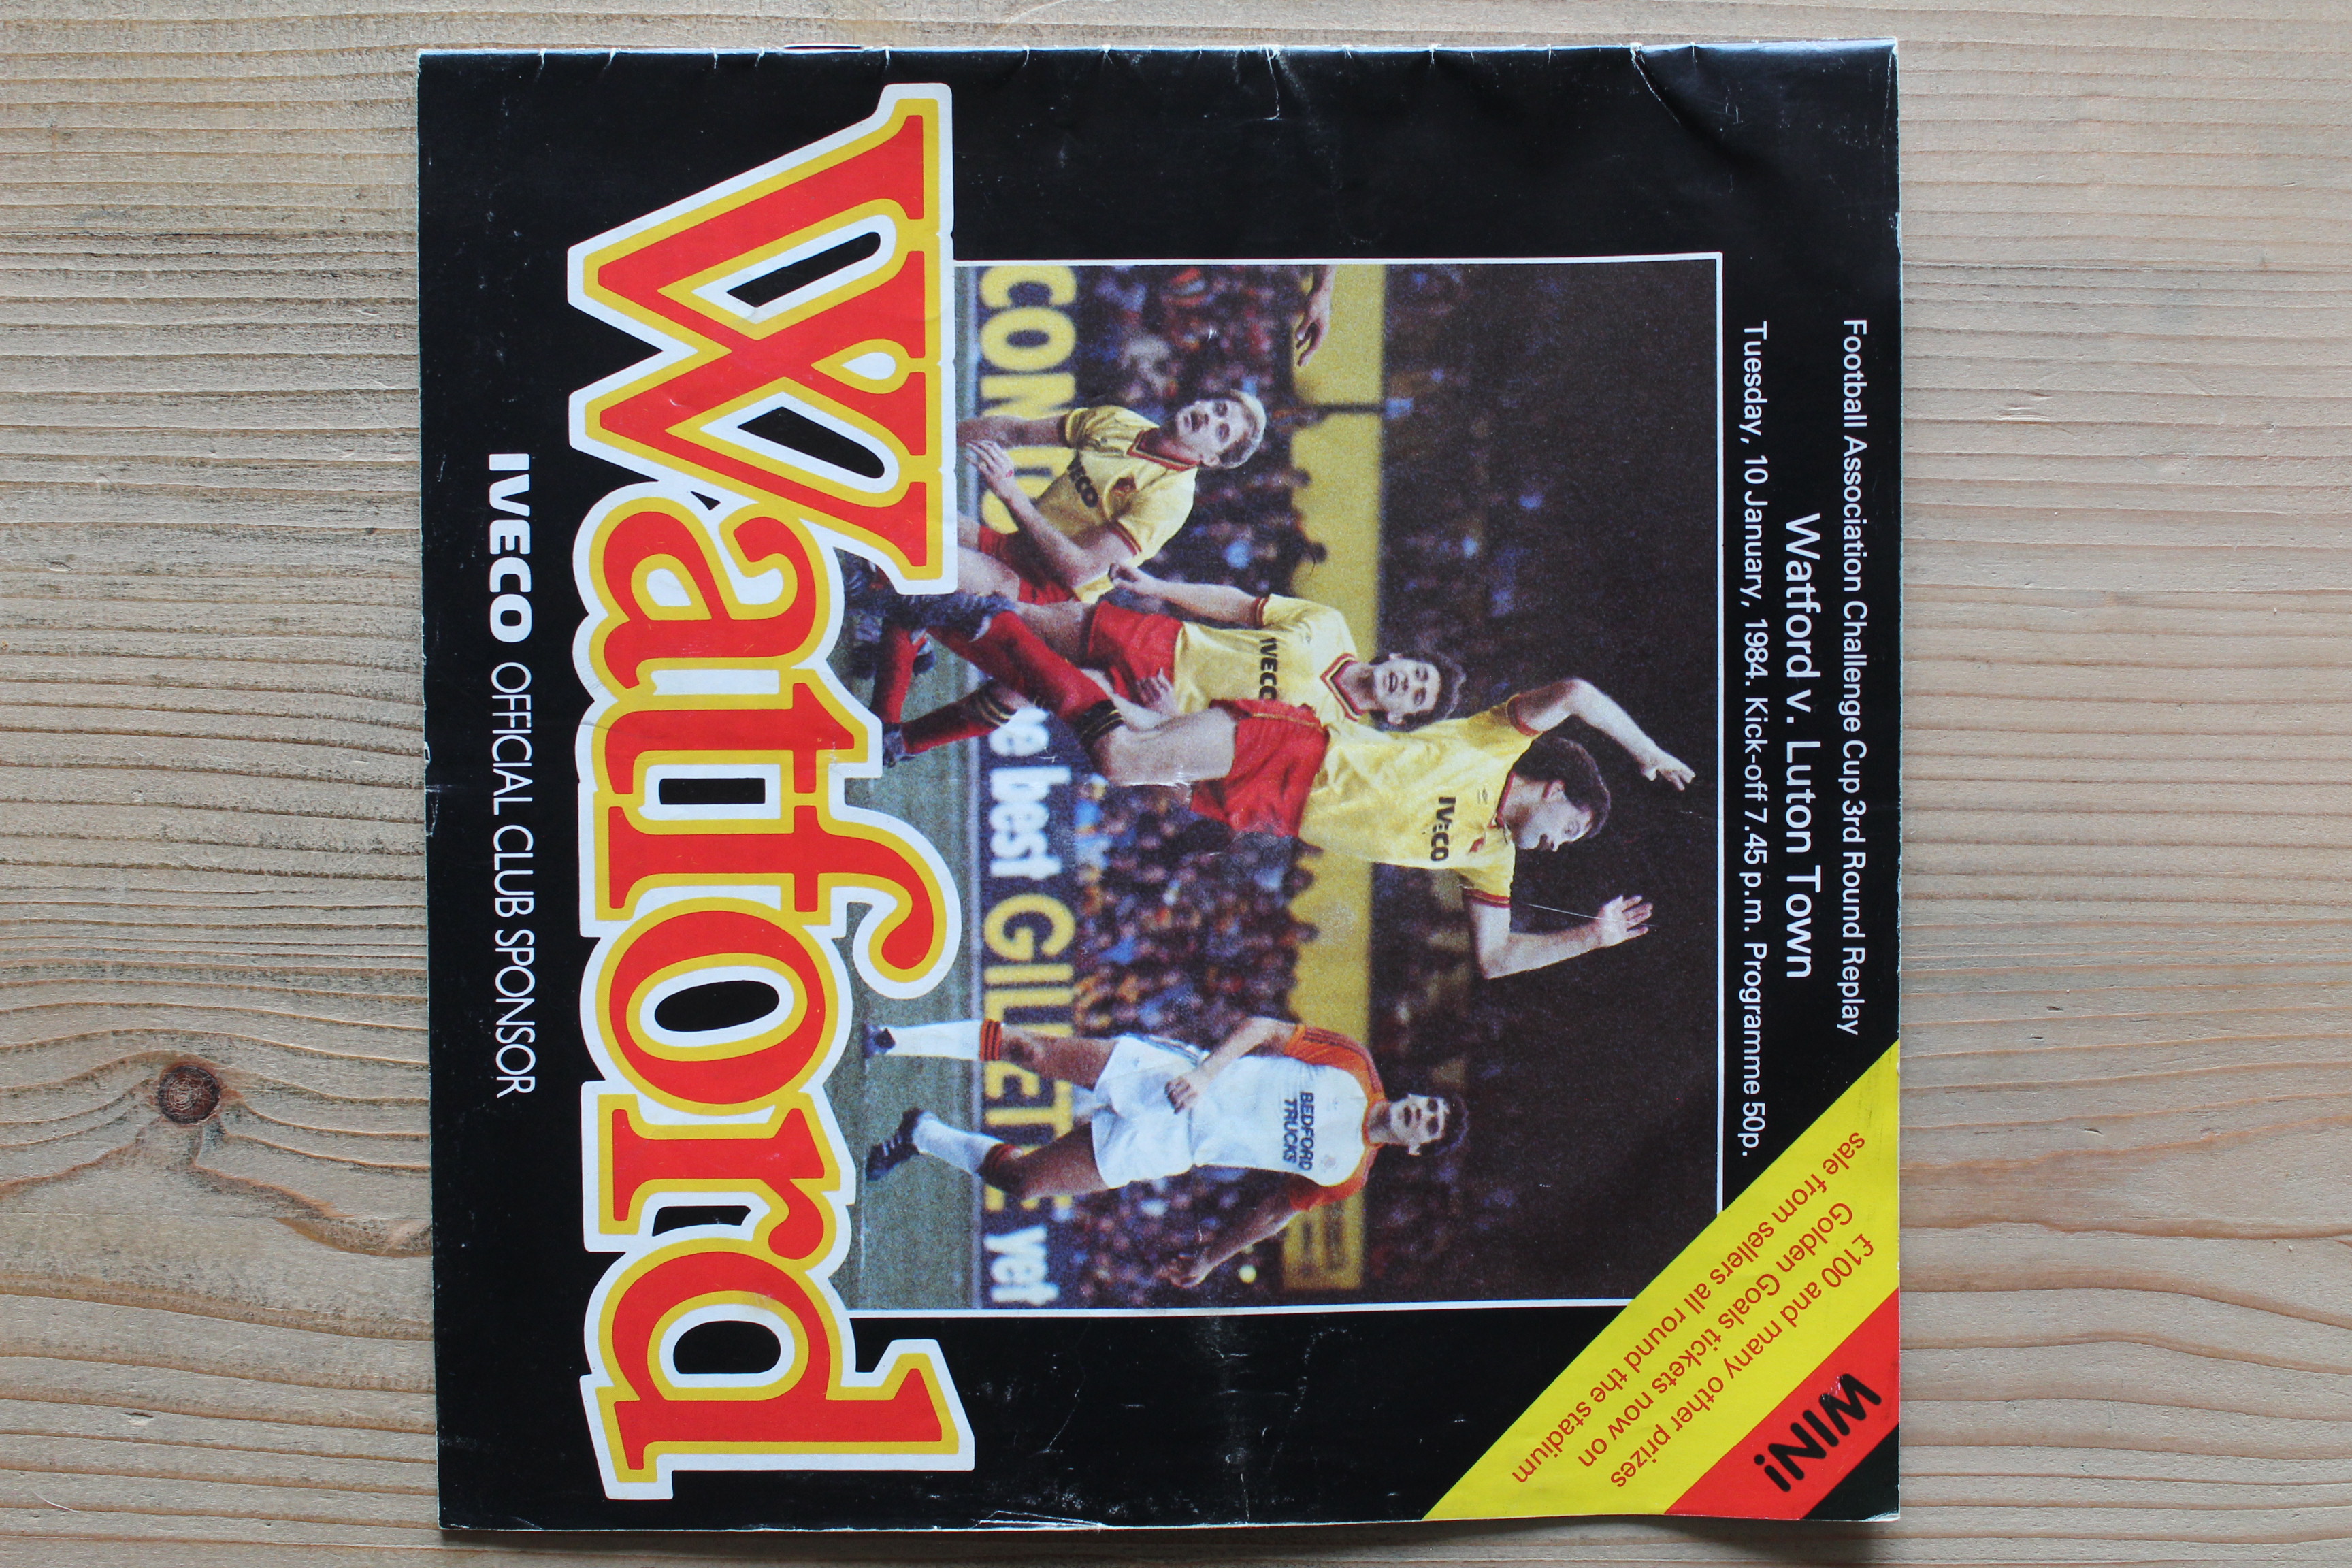 Football Association Challenge Cup 3rd Round Replay
Watford v. Luton Town
Tuesday, 10 January, 1984. Kick-off 7.45 p.m. Programme 50p.
WIN!
£100 and many other prizes
Golden Goals tickets now on
sale from sellers all round the stadium
IVECO
IVECO
BEDFORD
TRUCKS
best GILLETTE yet
Watford
IVECO OFFICIAL CLUB SPONSOR